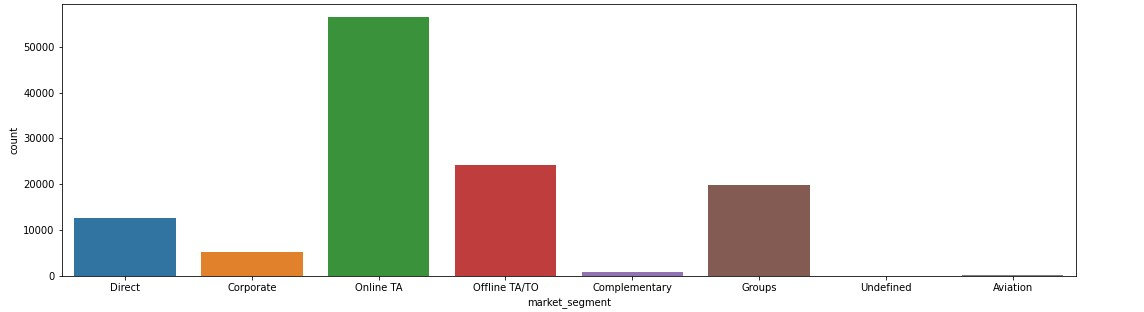 50000
40000
30000
20000
10000
0
count
Direct Corporate Online TA Offline TA/TO Complementary Groups Undefined Aviation
market_segment